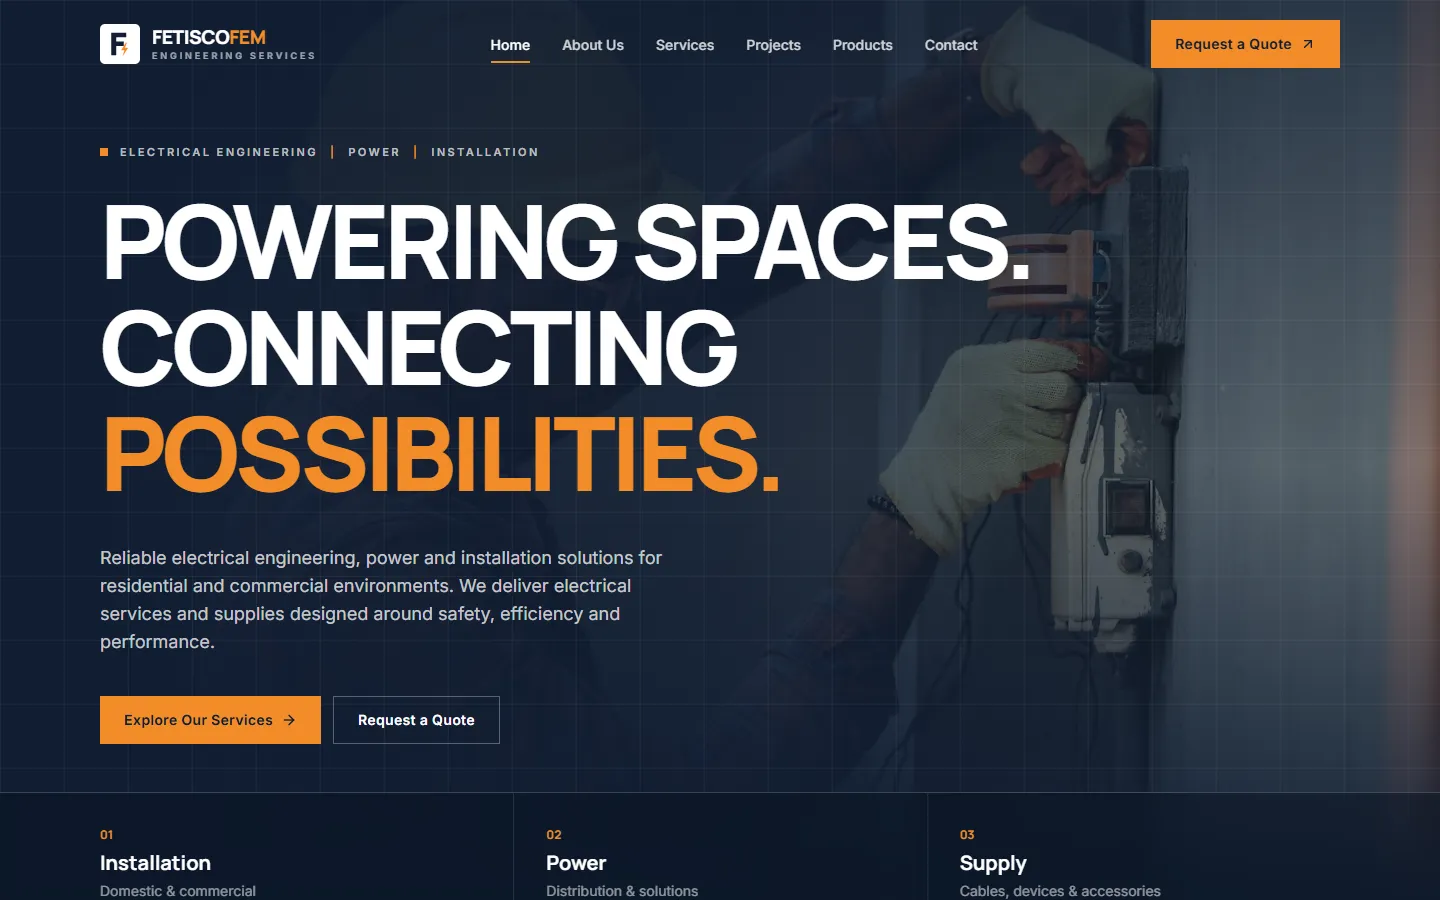 FETISCOFEM
ENGINEERING SERVICES
Home
About Us
Services
Projects
Products
Contact
Request a Quote
ELECTRICAL ENGINEERING | POWER | INSTALLATION
POWERING SPACES.
CONNECTING
POSSIBILITIES.
Reliable electrical engineering, power and installation solutions for
residential and commercial environments. We deliver electrical
services and supplies designed around safety, efficiency and
performance.
Explore Our Services
Request a Quote
01
Installation
Domestic & commercial
02
Power
Distribution & solutions
03
Supply
Cables, devices & accessories